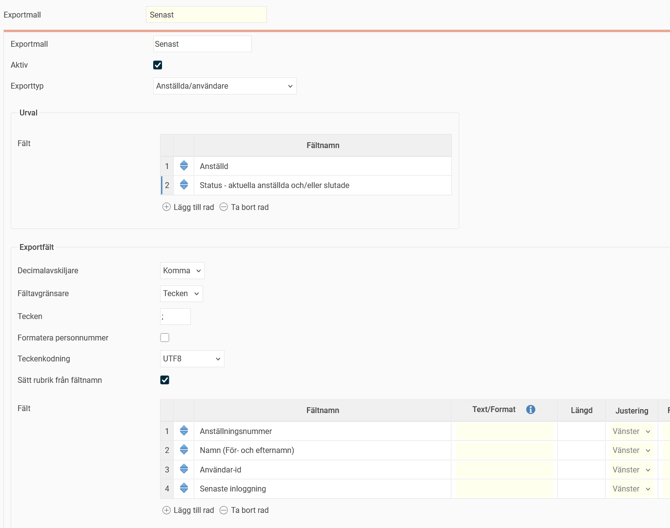 Exportmall Senast
Exportmall Senast
Aktiv
Exporttyp Anställda/användare
Urval
Fält Fältnamn
1 Anställd
2 Status - aktuella anställda och/eller slutade
Lägg till rad Ta bort rad
Exportfält
Decimalavskiljare Komma
Fältavgränsare Tecken
Tecken ;
Formatera personnummer
Teckenkodning UTF8
Sätt rubrik från fältnamn
Fält Fältnamn Text/Format i Längd Justering
1 Anställningsnummer Vänster
2 Namn (För- och efternamn) Vänster
3 Användar-id Vänster
4 Senaste inloggning Vänster
Lägg till rad Ta bort rad